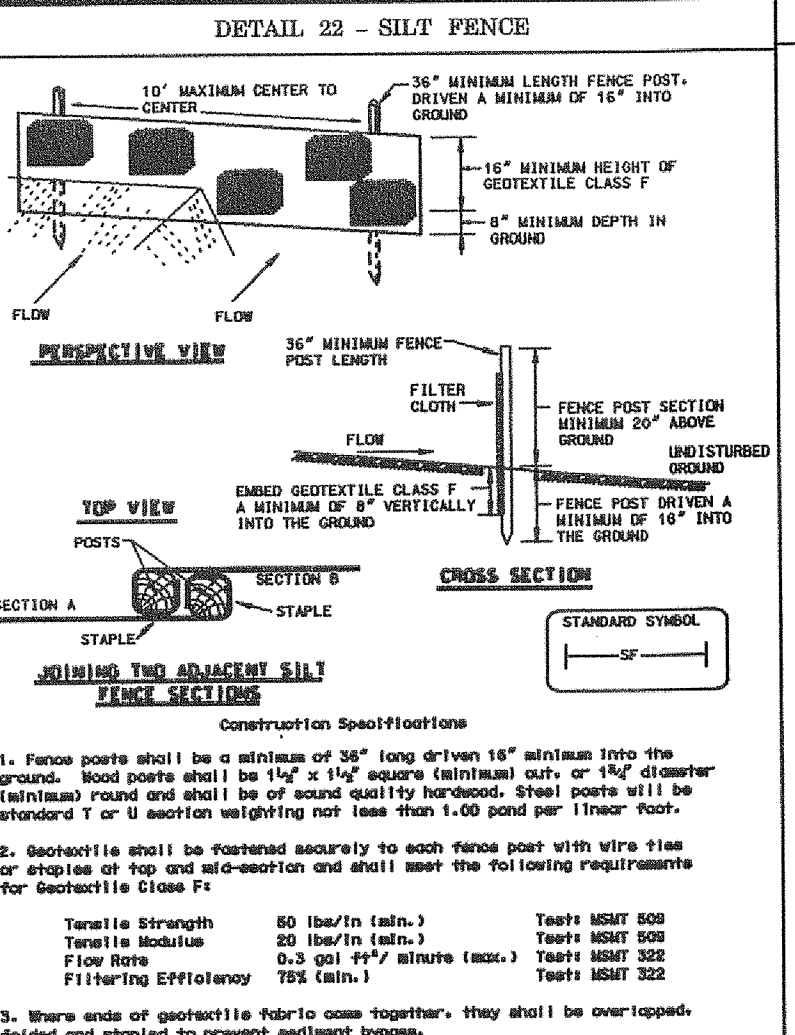 DETAIL 22 - SILT FENCE
10' MAXIMUM CENTER TO
CENTER
36" MINIMUM LENGTH FENCE POST,
DRIVEN A MINIMUM OF 16" INTO
GROUND
16" MINIMUM HEIGHT OF
GEOTEXTILE CLASS F
8" MINIMUM DEPTH IN
GROUND
FLOW
FLOW
PERSPECTIVE VIEW
36" MINIMUM FENCE
POST LENGTH
FILTER
CLOTH
FENCE POST SECTION
MINIMUM 20" ABOVE
GROUND
FLOW
UNDISTURBED
GROUND
EMBED GEOTEXTILE CLASS F
A MINIMUM OF 8" VERTICALLY
INTO THE GROUND
FENCE POST DRIVEN A
MINIMUM OF 16" INTO
THE GROUND
CROSS SECTION
TOP VIEW
POSTS
SECTION B
SECTION A
STAPLE
STAPLE
JOINING TWO ADJACENT SILT
FENCE SECTIONS
STANDARD SYMBOL
SF
Construction Specifications
1. Fence posts shall be a minimum of 36" long driven 16" minimum into the
ground. Wood posts shall be 1½" x 1½" square (minimum) cut, or 1¾" diameter
(minimum) round and shall be of sound quality hardwood. Steel posts will be
standard T or U section weighting not less than 1.00 pond per linear foot.
2. Geotextile shall be fastened securely to each fence post with wire ties
or staples at top and mid-section and shall meet the following requirements
for Geotextile Class F:
Tensile Strength 50 lbs/in (min.) Test: MSMT 509
Tensile Modulus 20 lbs/in (min.) Test: MSMT 509
Flow Rate 0.3 gal ft²/ minute (max.) Test: MSMT 322
Filtering Efficiency 75% (min.) Test: MSMT 322
3. Where ends of geotextile fabric come together, they shall be overlapped,
folded and stapled to prevent sediment bypass.